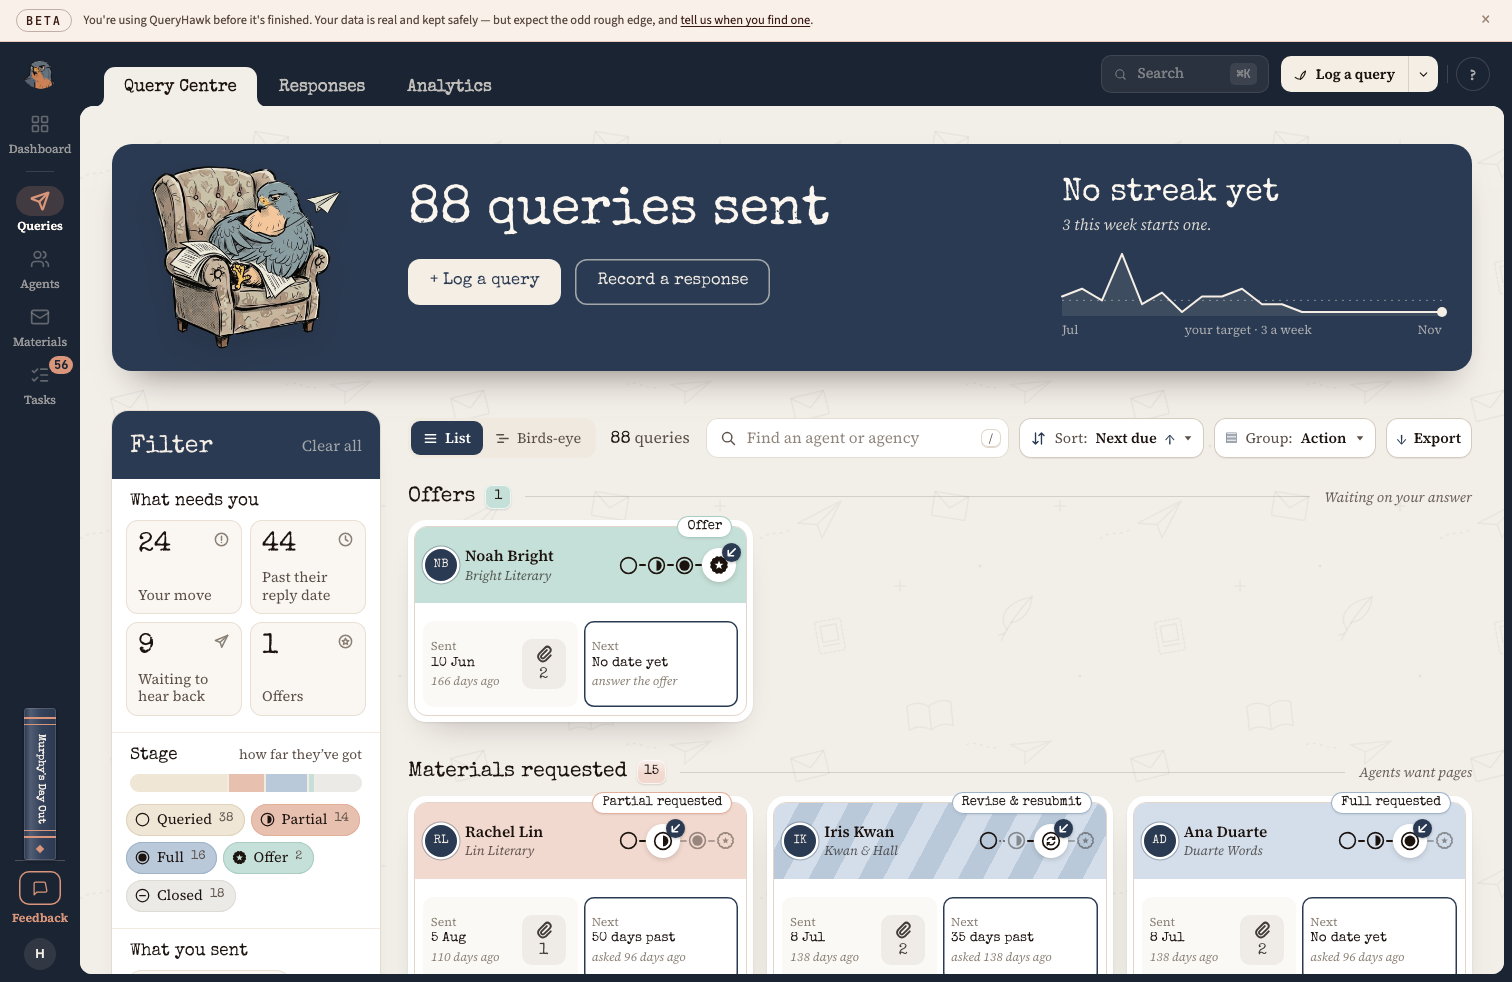 BETA
You're using QueryHawk before it's finished. Your data is real and kept safely — but expect the odd rough edge, and tell us when you find one.
×
Query Centre
Responses
Analytics
Search
⌘K
Log a query
?
Dashboard
Queries
Agents
Materials
56
Tasks
Murphy's Day Out
Feedback
H
88 queries sent
+ Log a query
Record a response
No streak yet
3 this week starts one.
Jul
your target · 3 a week
Nov
Filter
Clear all
What needs you
24
Your move
44
Past their
reply date
9
Waiting to
hear back
1
Offers
Stage
how far they've got
Queried 38
Partial 14
Full 16
Offer 2
Closed 18
What you sent
List
Birds-eye
88 queries
Find an agent or agency
/
Sort: Next due ↑
Group: Action
↓ Export
Offers 1
Waiting on your answer
Offer
NB
Noah Bright
Bright Literary
Sent
10 Jun
166 days ago
2
Next
No date yet
answer the offer
Materials requested 15
Agents want pages
Partial requested
RL
Rachel Lin
Lin Literary
Sent
5 Aug
110 days ago
1
Next
50 days past
asked 96 days ago
Revise & resubmit
IK
Iris Kwan
Kwan & Hall
Sent
8 Jul
138 days ago
2
Next
35 days past
asked 138 days ago
Full requested
AD
Ana Duarte
Duarte Words
Sent
8 Jul
138 days ago
2
Next
No date yet
asked 96 days ago